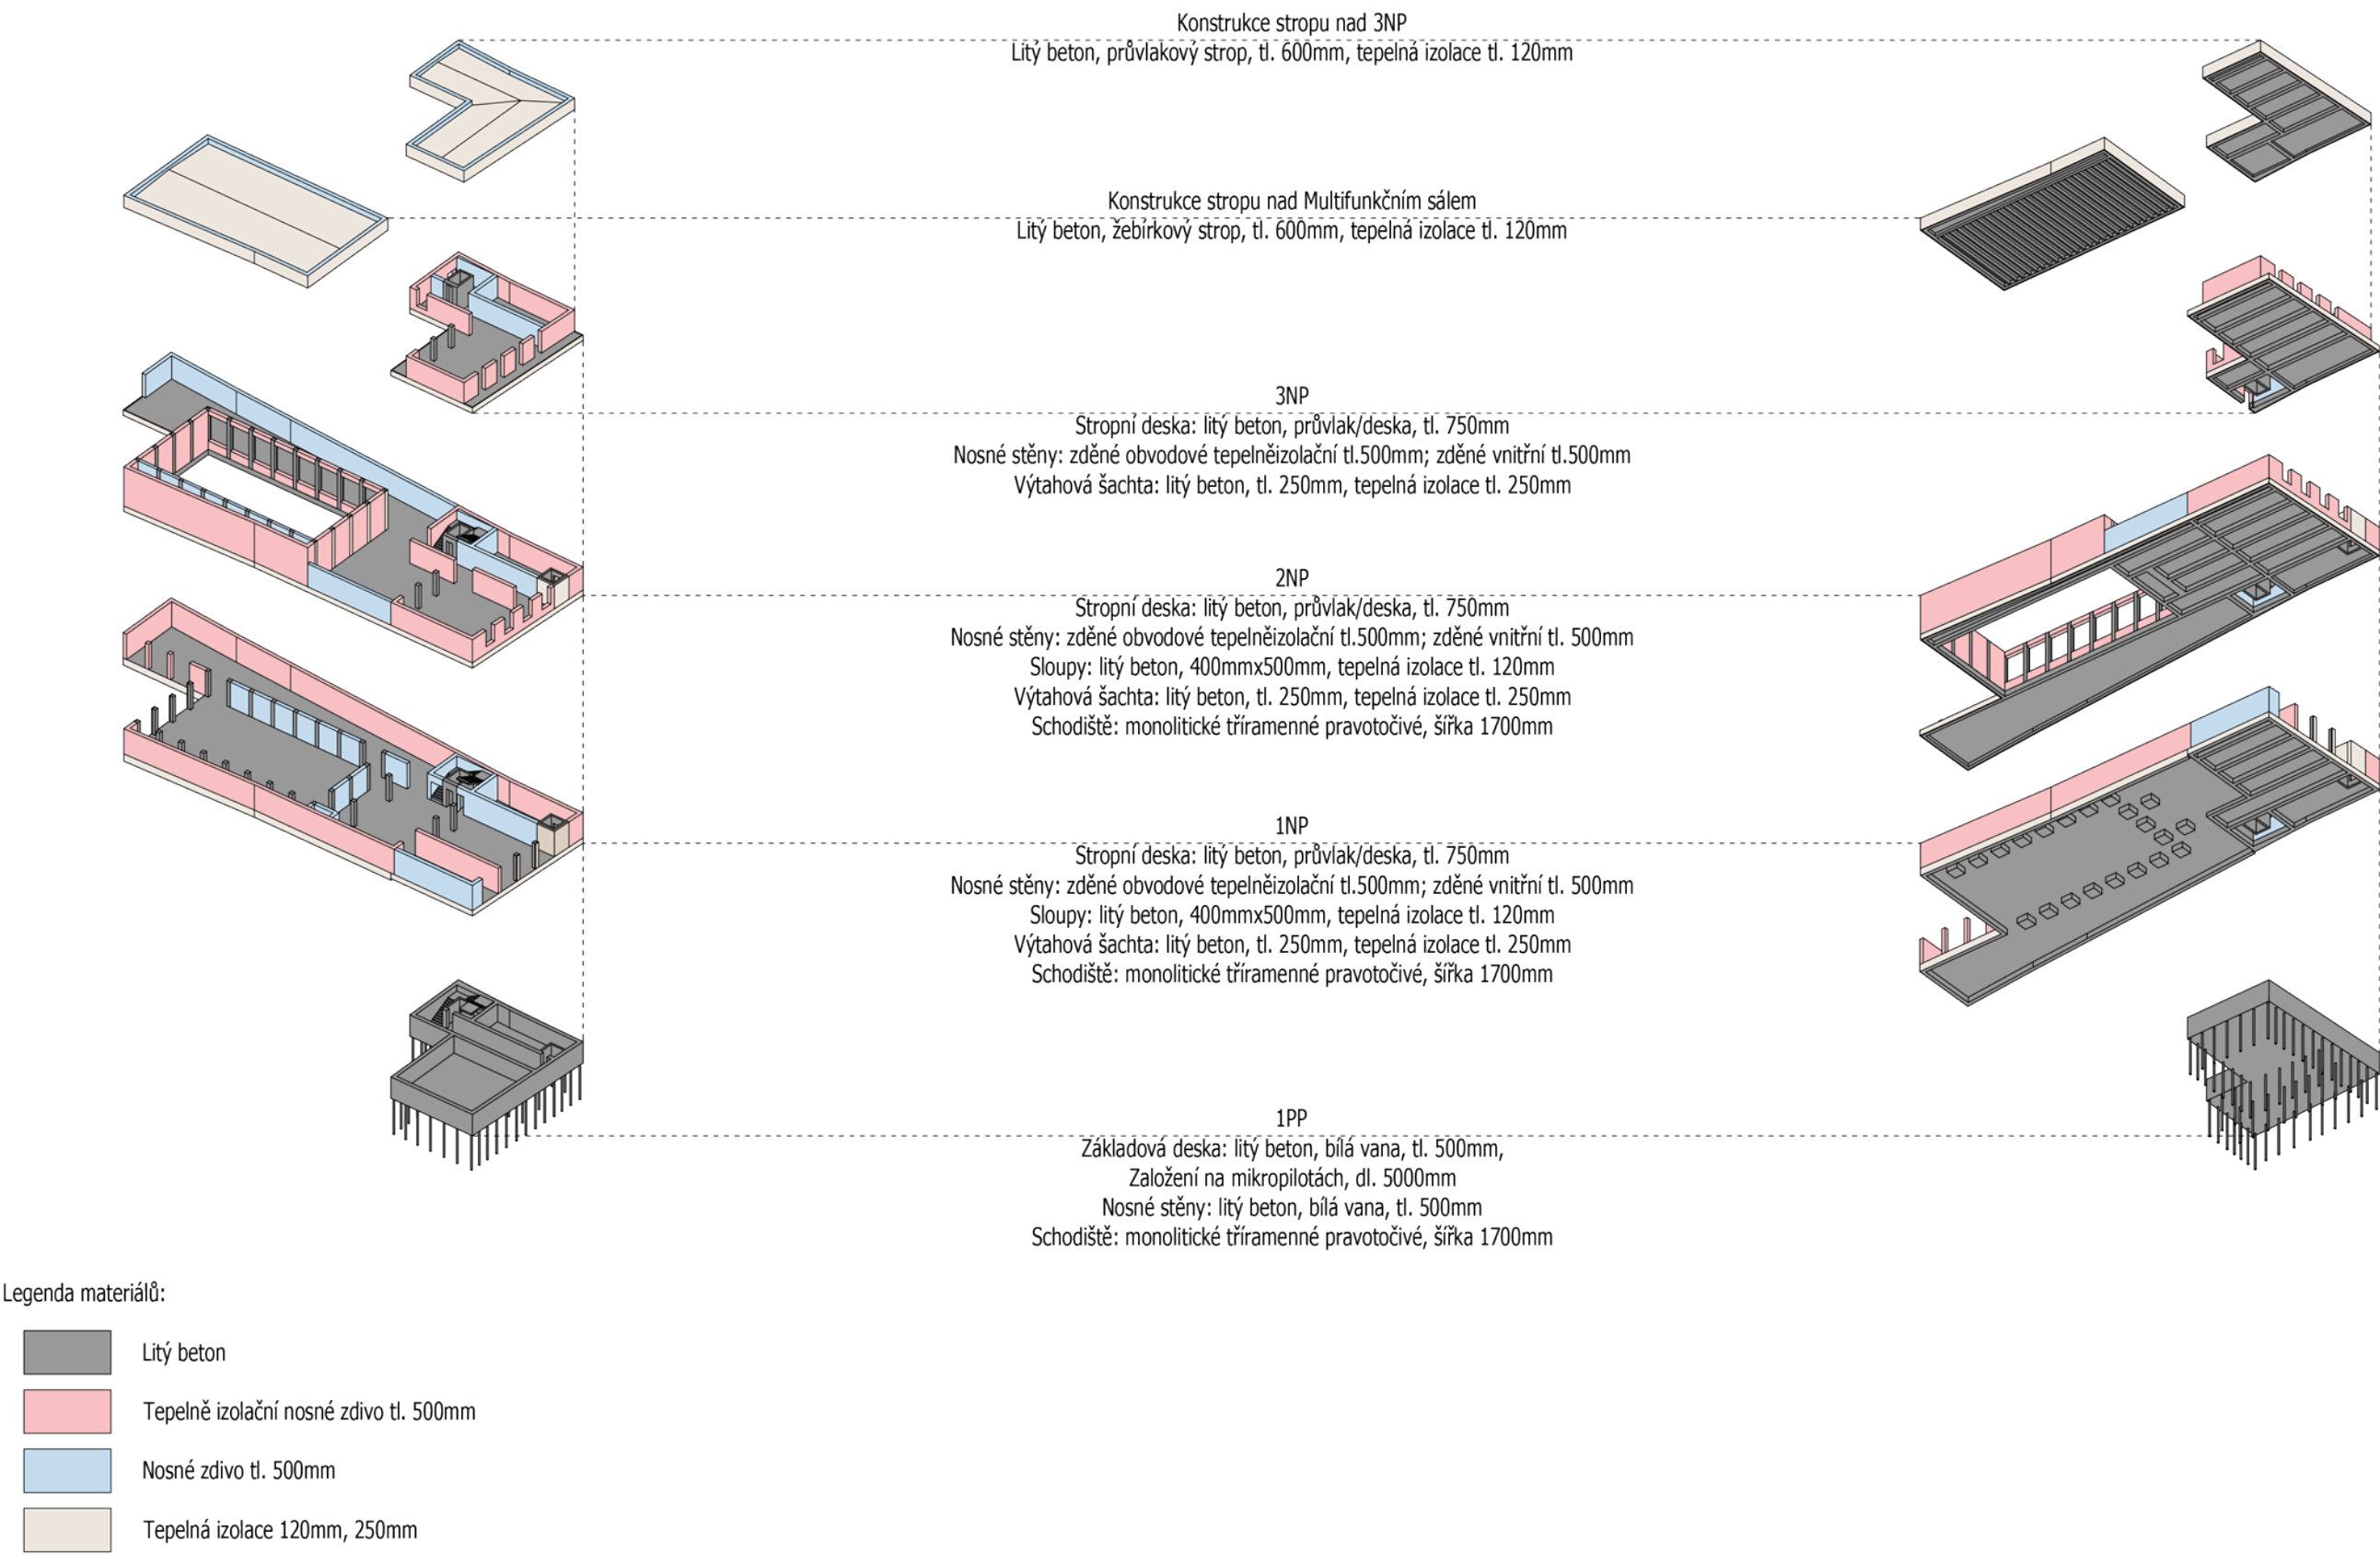 Konstrukce stropu nad 3NP
Litý beton, průvlakový strop, tl. 600mm, tepelná izolace tl. 120mm
Konstrukce stropu nad Multifunkčním sálem
Litý beton, žebírkový strop, tl. 600mm, tepelná izolace tl. 120mm
3NP
Stropní deska: litý beton, průvlak/deska, tl. 750mm
Nosné stěny: zděné obvodové tepelněizolační tl.500mm; zděné vnitřní tl.500mm
Výtahová šachta: litý beton, tl. 250mm, tepelná izolace tl. 250mm
2NP
Stropní deska: litý beton, průvlak/deska, tl. 750mm
Nosné stěny: zděné obvodové tepelněizolační tl.500mm; zděné vnitřní tl. 500mm
Sloupy: litý beton, 400mmx500mm, tepelná izolace tl. 120mm
Výtahová šachta: litý beton, tl. 250mm, tepelná izolace tl. 250mm
Schodiště: monolitické tříramenné pravotočivé, šířka 1700mm
1NP
Stropní deska: litý beton, průvlak/deska, tl. 750mm
Nosné stěny: zděné obvodové tepelněizolační tl.500mm; zděné vnitřní tl. 500mm
Sloupy: litý beton, 400mmx500mm, tepelná izolace tl. 120mm
Výtahová šachta: litý beton, tl. 250mm, tepelná izolace tl. 250mm
Schodiště: monolitické tříramenné pravotočivé, šířka 1700mm
1PP
Základová deska: litý beton, bílá vana, tl. 500mm,
Založení na mikropilotách, dl. 5000mm
Nosné stěny: litý beton, bílá vana, tl. 500mm
Schodiště: monolitické tříramenné pravotočivé, šířka 1700mm
Legenda materiálů:
Litý beton
Tepelně izolační nosné zdivo tl. 500mm
Nosné zdivo tl. 500mm
Tepelná izolace 120mm, 250mm